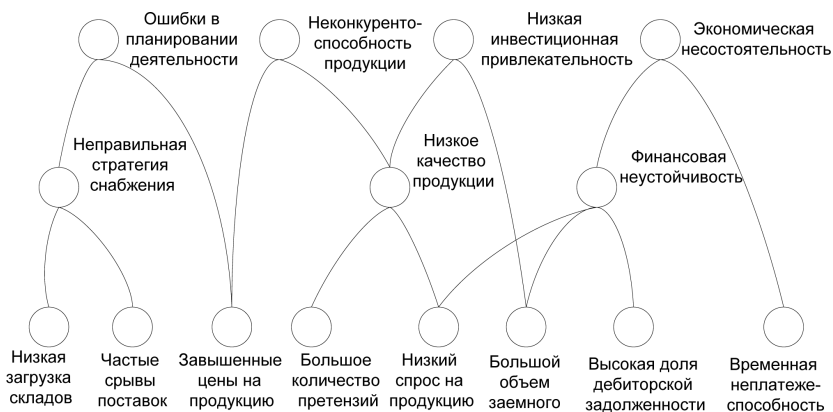 Ошибки в
планировании
деятельности
Неконкуренто-
способность
продукции
Низкая
инвестиционная
привлекательность
Экономическая
несостоятельность
Неправильная
стратегия
снабжения
Низкое
качество
продукции
Финансовая
неустойчивость
Низкая
загрузка
складов
Частые
срывы
поставок
Завышенные
цены на
продукцию
Большое
количество
претензий
Низкий
спрос на
продукцию
Большой
объем
заемного
Высокая доля
дебиторской
задолженности
Временная
неплатеже-
способность